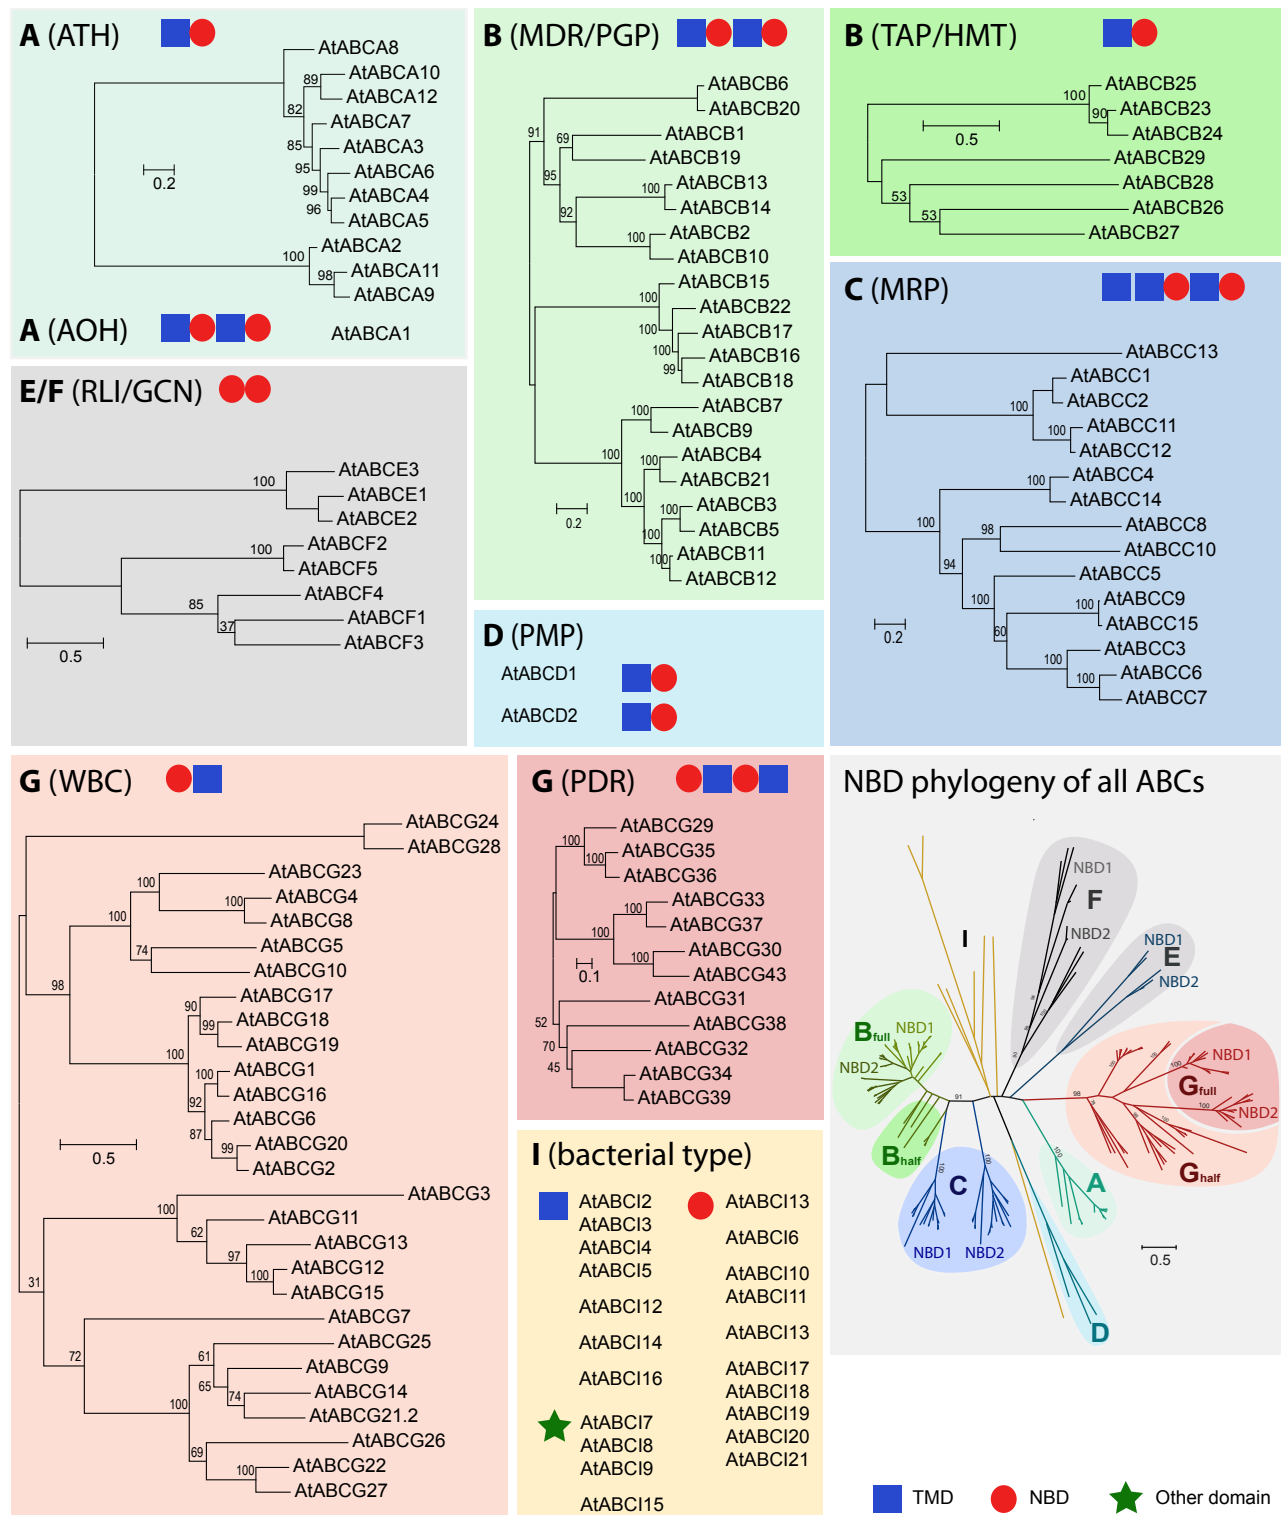 A (ATH)
AtABCA8
AtABCA10
89
AtABCA12
82
AtABCA7
85
AtABCA3
95
AtABCA6
99
AtABCA4
96
AtABCA5
0.2
AtABCA2
100
AtABCA11
98
AtABCA9
A (AOH)
AtABCA1
E/F (RLI/GCN)
AtABCE3
100
AtABCE1
AtABCE2
AtABCF2
100
AtABCF5
AtABCF4
85
AtABCF1
37
AtABCF3
0.5
B (MDR/PGP)
AtABCB6
AtABCB20
91
AtABCB1
69
AtABCB19
95
AtABCB13
100
AtABCB14
92
AtABCB2
100
AtABCB10
AtABCB15
100
AtABCB22
100
AtABCB17
100
AtABCB16
99
AtABCB18
AtABCB7
AtABCB9
100
AtABCB4
100
AtABCB21
100
AtABCB3
100
AtABCB5
100
AtABCB11
100
AtABCB12
0.2
B (TAP/HMT)
AtABCB25
100
AtABCB23
90
AtABCB24
0.5
AtABCB29
AtABCB28
53
AtABCB26
53
AtABCB27
C (MRP)
AtABCC13
AtABCC1
AtABCC2
100
AtABCC11
100
AtABCC12
AtABCC4
100
AtABCC14
100
AtABCC8
98
AtABCC10
94
AtABCC5
100
AtABCC9
100
AtABCC15
60
AtABCC3
100
AtABCC6
100
AtABCC7
0.2
D (PMP)
AtABCD1
AtABCD2
G (WBC)
AtABCG24
AtABCG28
AtABCG23
100
AtABCG4
100
AtABCG8
100
AtABCG5
74
AtABCG10
98
AtABCG17
90
AtABCG18
99
AtABCG19
100
AtABCG1
100
AtABCG16
92
AtABCG6
87
AtABCG20
99
AtABCG2
0.5
AtABCG3
100
AtABCG11
62
AtABCG13
97
AtABCG12
100
AtABCG15
31
AtABCG7
72
AtABCG25
61
AtABCG9
65
AtABCG14
74
AtABCG21.2
100
AtABCG26
69
AtABCG22
100
AtABCG27
G (PDR)
AtABCG29
100
AtABCG35
100
AtABCG36
AtABCG33
100
AtABCG37
100
AtABCG30
100
AtABCG43
0.1
AtABCG31
52
AtABCG38
70
AtABCG32
45
AtABCG34
AtABCG39
I (bacterial type)
AtABCI2
AtABCI3
AtABCI4
AtABCI5
AtABCI12
AtABCI14
AtABCI16
AtABCI7
AtABCI8
AtABCI9
AtABCI15
AtABCI13
AtABCI6
AtABCI10
AtABCI11
AtABCI13
AtABCI17
AtABCI18
AtABCI19
AtABCI20
AtABCI21
NBD phylogeny of all ABCs
NBD1
F
NBD2
I
NBD1
E
NBD2
Bfull
NBD1
NBD2
Bhalf
91
98
100
NBD1
Gfull
100
NBD2
Ghalf
100
100
C
NBD1
NBD2
100
A
D
0.5
TMD
NBD
Other domain